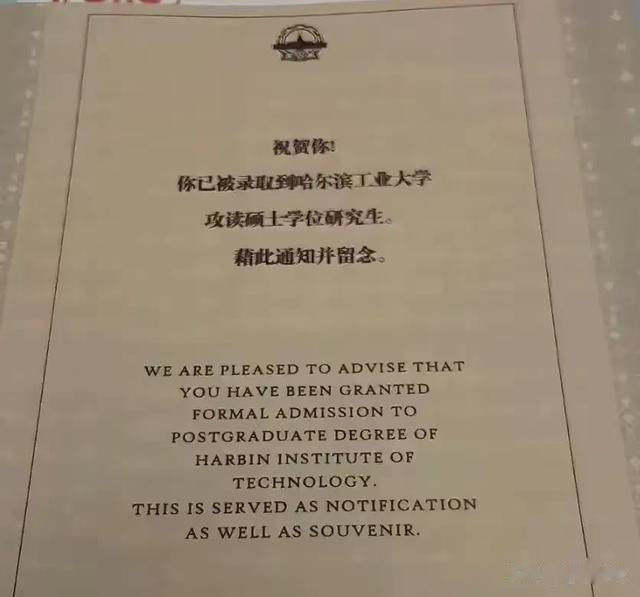 祝贺你!
你已被录取到哈尔滨工业大学
攻读硕士学位研究生。
藉此通知并留念。
WE ARE PLEASED TO ADVISE THAT
YOU HAVE BEEN GRANTED
FORMAL ADMISSION TO
POSTGRADUATE DEGREE OF
HARBIN INSTITUTE OF
TECHNOLOGY.
THIS IS SERVED AS NOTIFICATION
AS WELL AS SOUVENIR.